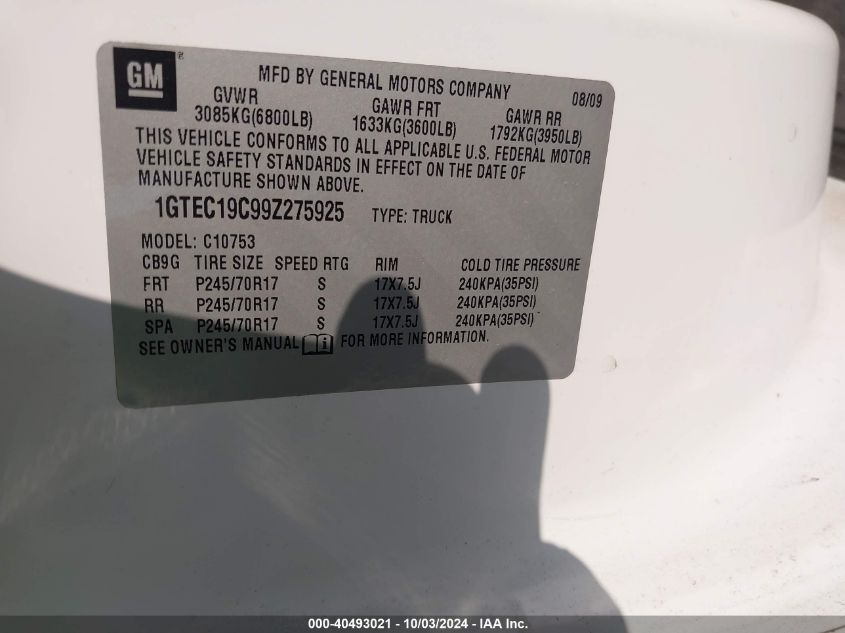 GM®
MFD BY GENERAL MOTORS COMPANY 08/09
GVWR GAWR FRT GAWR RR
3085KG(6800LB) 1633KG(3600LB) 1792KG(3950LB)
THIS VEHICLE CONFORMS TO ALL APPLICABLE U.S. FEDERAL MOTOR
VEHICLE SAFETY STANDARDS IN EFFECT ON THE DATE OF
MANUFACTURE SHOWN ABOVE.
1GTEC19C99Z275925 TYPE: TRUCK
MODEL: C10753
CB9G TIRE SIZE SPEED RTG RIM COLD TIRE PRESSURE
FRT P245/70R17 S 17X7.5J 240KPA(35PSI)
RR P245/70R17 S 17X7.5J 240KPA(35PSI)
SPA P245/70R17 S 17X7.5J 240KPA(35PSI)
SEE OWNER'S MANUAL i FOR MORE INFORMATION.
000-40493021 - 10/03/2024 - IAA Inc.